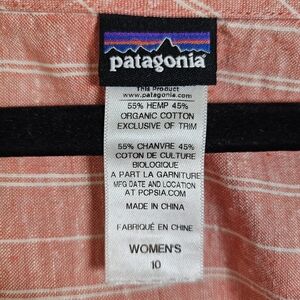 patagonia
This Product
www.patagonia.com
55% HEMP 45%
ORGANIC COTTON
EXCLUSIVE OF TRIM
55% CHANVRE 45%
COTON DE CULTURE
BIOLOGIQUE
A PART LA GARNITURE
MFG DATE AND LOCATION
AT PCPSIA.COM
MADE IN CHINA
FABRIQUÉ EN CHINE
WOMEN'S
10